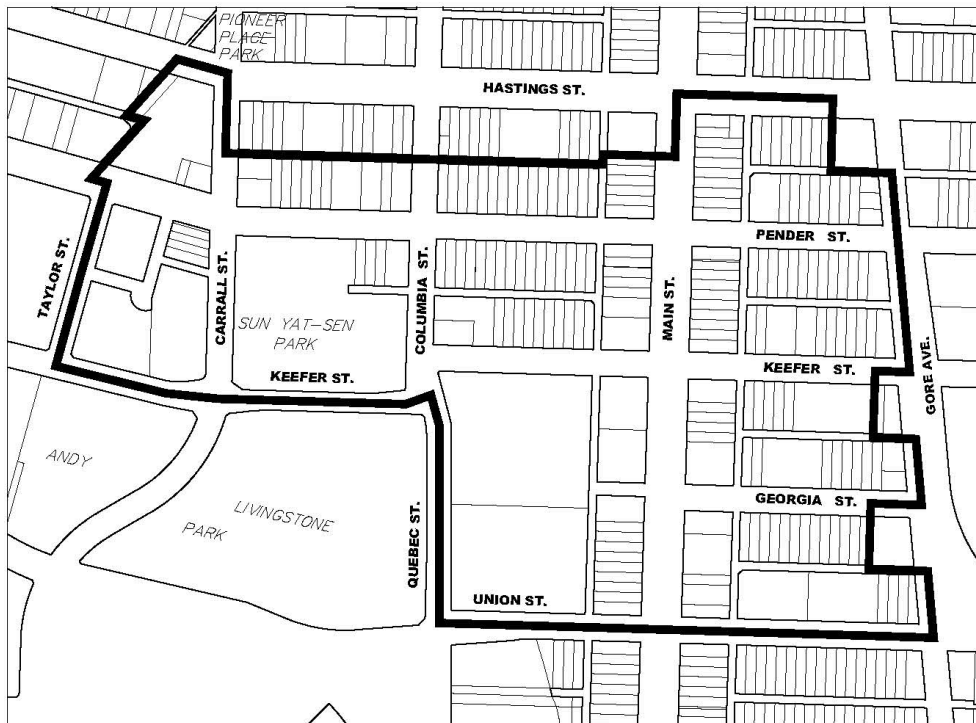 PIONEER
PLACE
PARK
HASTINGS ST.
PENDER ST.
TAYLOR ST.
CARRALL ST.
COLUMBIA ST.
MAIN ST.
SUN YAT-SEN
PARK
KEEFER ST.
KEEFER ST.
GORE AVE.
ANDY
LIVINGSTONE
PARK
GEORGIA ST.
QUEBEC ST.
UNION ST.